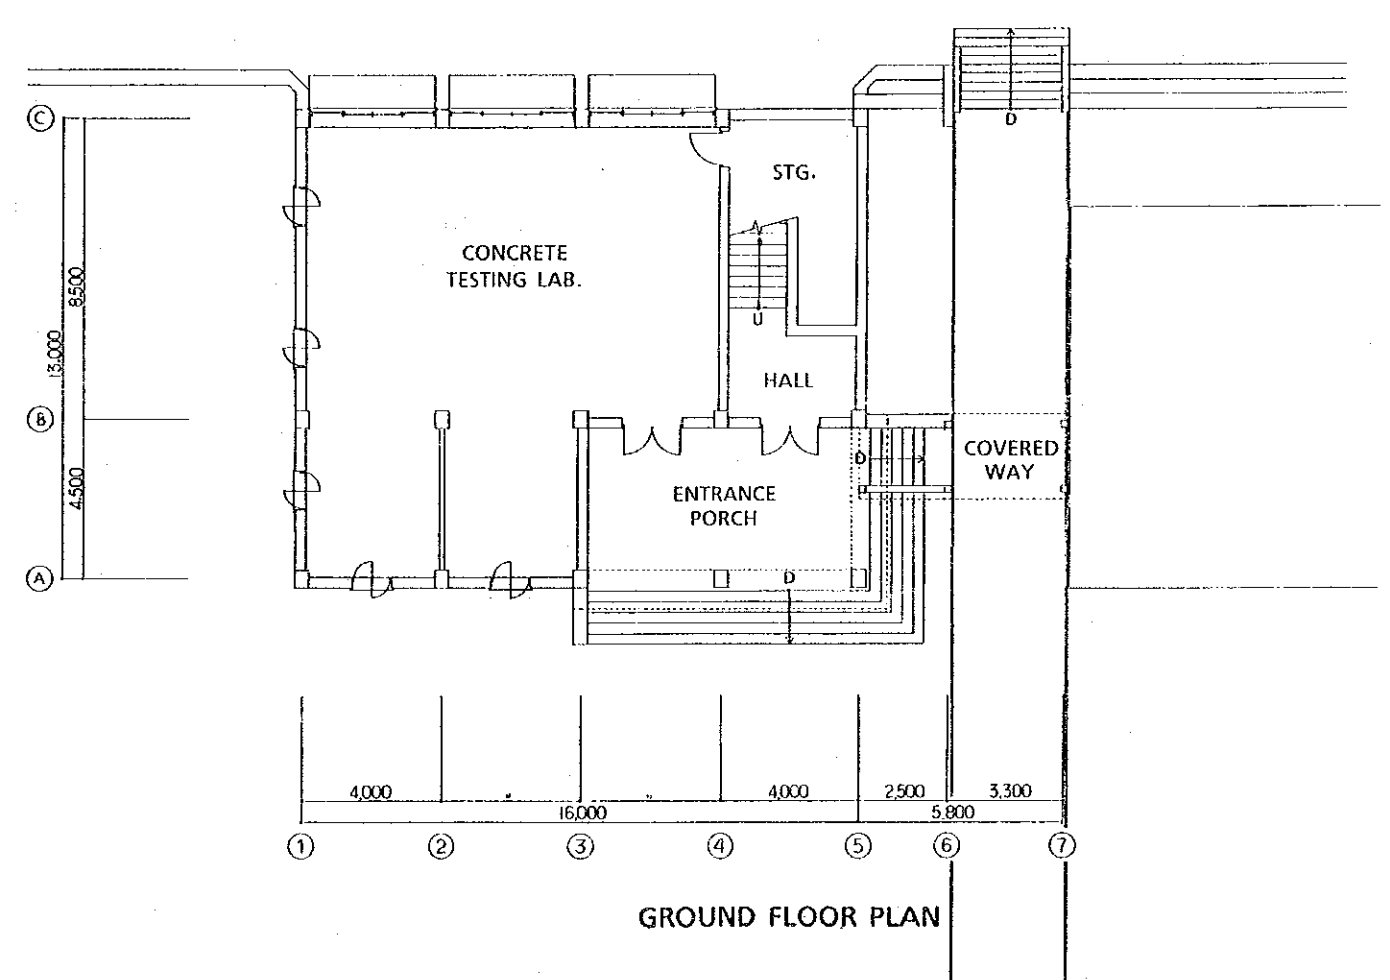 D
C
STG.
CONCRETE
TESTING LAB.
8,500
13,000
U
HALL
B
COVERED
WAY
D
4,500
ENTRANCE
PORCH
A
D
4,000 " " 4,000 2,500 3,300
16,000 5,800
1 2 3 4 5 6 7
GROUND FLOOR PLAN